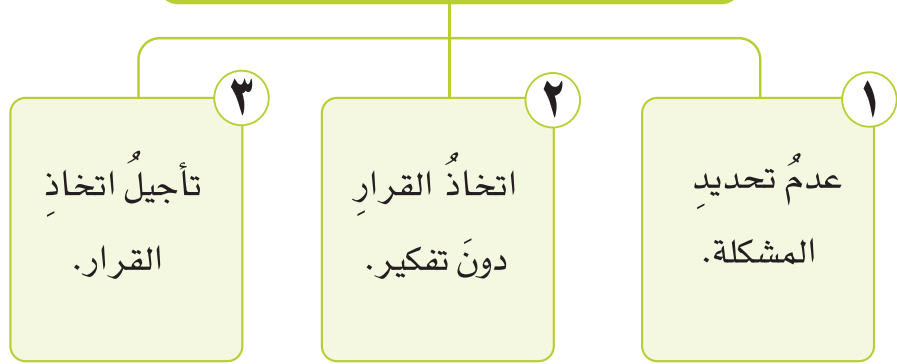 ١
عدمُ تحديدِ
المشكلة.
٢
اتخاذُ القرارِ
دونَ تفكير.
٣
تأجيلُ اتخاذِ
القرار.